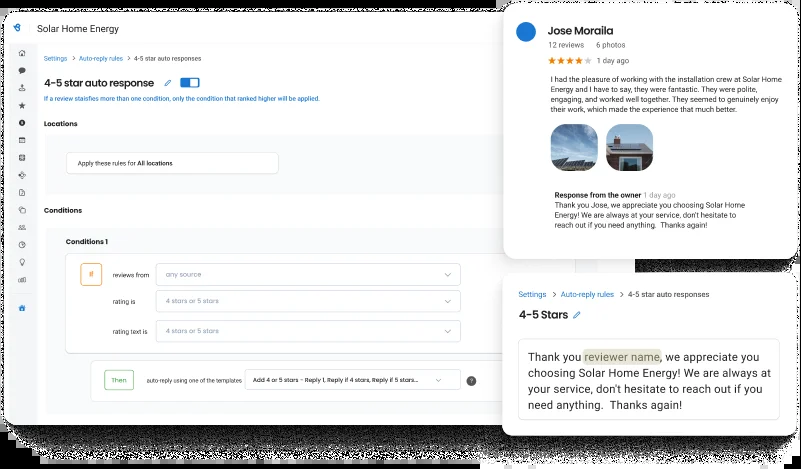 Solar Home Energy
Settings > Auto-reply rules > 4-5 star auto responses
4-5 star auto response
If a review staisfies more than one condition, only the condition that ranked higher will be applied.
Locations
Apply these rules for All locations
Conditions
Conditions 1
If
reviews from
any source
rating is
4 stars or 5 stars
rating text is
4 stars or 5 stars
Then
auto-reply using one of the templates
Add 4 or 5 stars - Reply 1, Reply if 4 stars, Reply if 5 stars...
?
Jose Moraila
12 reviews 6 photos
1 day ago
I had the pleasure of working with the installation crew at Solar Home
Energy and I have to say, they were fantastic. They were polite,
engaging, and worked well together. They seemed to genuinely enjoy
their work, which made the experience that much better.
Response from the owner 1 day ago
Thank you Jose, we appreciate you choosing Solar Home
Energy! We are always at your service, don't hesitate to
reach out if you need anything. Thanks again!
Settings > Auto-reply rules > 4-5 star auto responses
4-5 Stars
Thank you reviewer name, we appreciate you
choosing Solar Home Energy! We are always at
your service, don't hesitate to reach out if you
need anything. Thanks again!